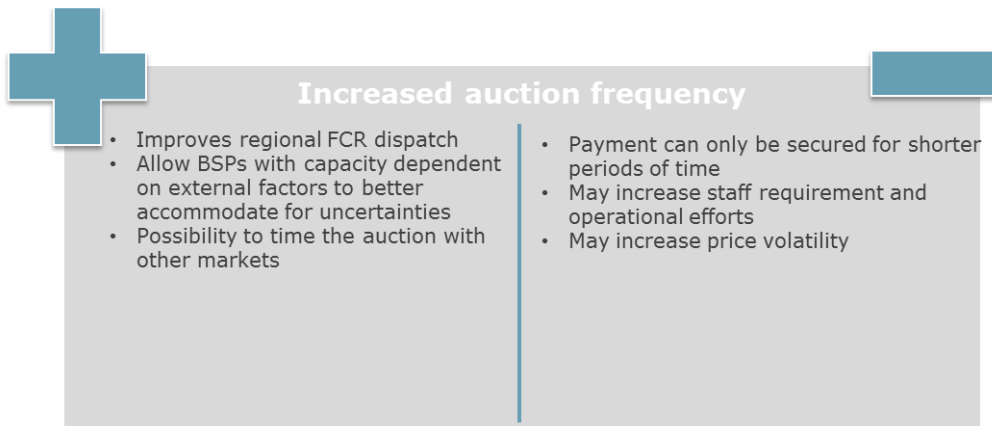 Increased auction frequency
• Improves regional FCR dispatch
• Allow BSPs with capacity dependent
on external factors to better
accommodate for uncertainties
• Possibility to time the auction with
other markets
• Payment can only be secured for shorter
periods of time
• May increase staff requirement and
operational efforts
• May increase price volatility